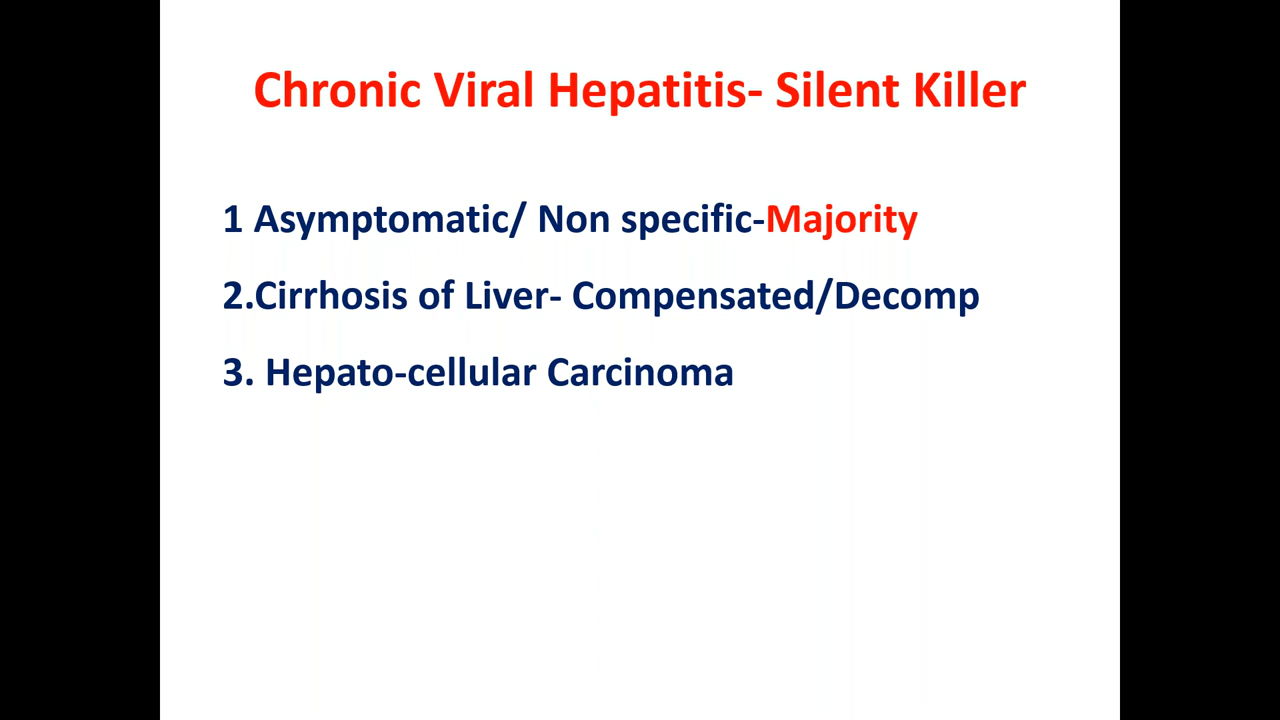 Chronic Viral Hepatitis- Silent Killer
1 Asymptomatic/ Non specific-Majority
2.Cirrhosis of Liver- Compensated/Decomp
3. Hepato-cellular Carcinoma